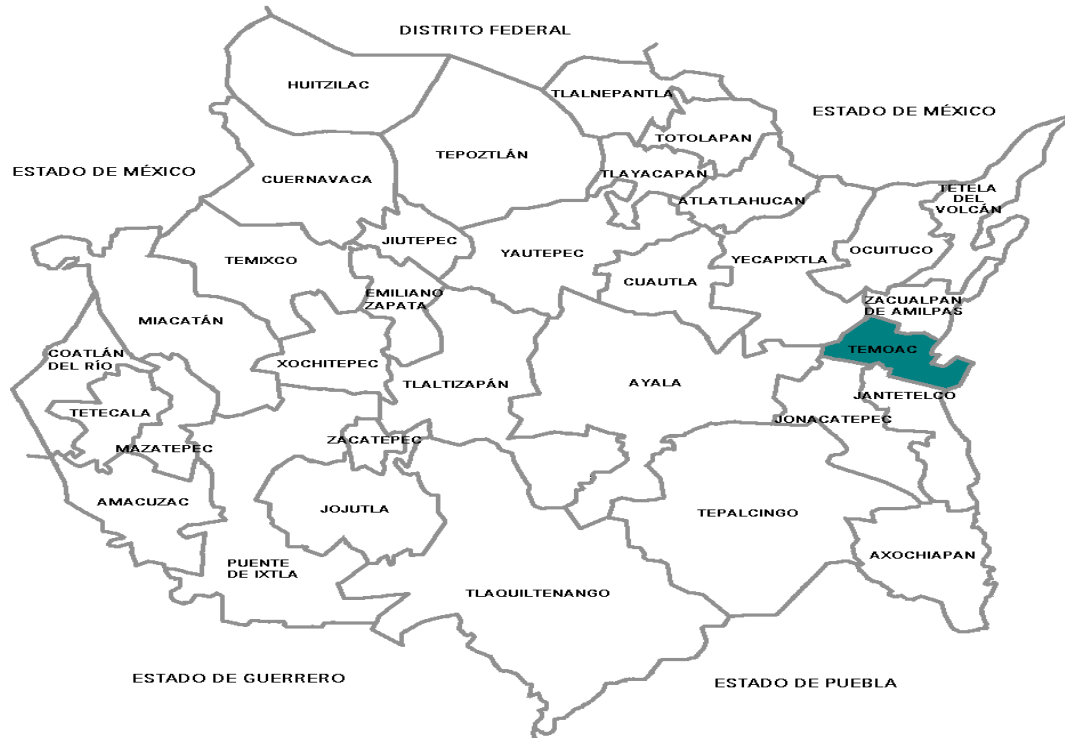 DISTRITO FEDERAL
HUITZILAC
TLALNEPANTLA
ESTADO DE MÉXICO
TOTOLAPAN
TEPOZTLÁN
ESTADO DE MÉXICO
TLAYACAPAN
CUERNAVACA
TETELA
DEL
VOLCÁN
ATLATLAHUCAN
JIUTEPEC
OCUITUCO
YAUTEPEC
YECAPIXTLA
TEMIXCO
CUAUTLA
EMILIANO
ZAPATA
ZACUALPAN
DE AMILPAS
MIACATÁN
TEMOAC
COATLÁN
DEL RÍO
XOCHITEPEC
TLALTIZAPÁN
AYALA
JANTETELCO
TETECALA
JONACATEPEC
ZACATEPEC
MAZATEPEC
AMACUZAC
JOJUTLA
TEPALCINGO
AXOCHIAPAN
PUENTE
DE IXTLA
TLAQUILTENANGO
ESTADO DE GUERRERO
ESTADO DE PUEBLA